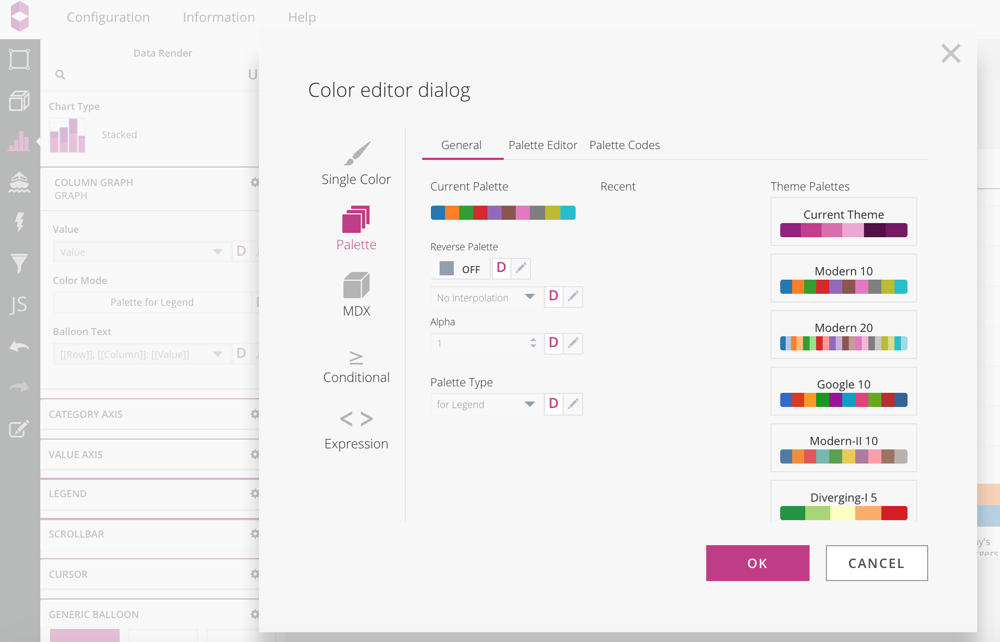 Configuration
Information
Help
Data Render
U
Chart Type
Stacked
COLUMN GRAPH
GRAPH
Value
Value
D
Color Mode
Palette for Legend
Balloon Text
[[Row]], [[Column]]: [[Value]]
D
CATEGORY AXIS
VALUE AXIS
LEGEND
SCROLLBAR
CURSOR
GENERIC BALLOON
JS
Color editor dialog
Single Color
Palette
MDX
≥
Conditional
< >
Expression
General
Palette Editor
Palette Codes
Current Palette
Reverse Palette
OFF
D
No interpolation
D
Alpha
1
D
Palette Type
for Legend
D
Recent
Theme Palettes
Current Theme
Modern 10
Modern 20
Google 10
Modern-II 10
Diverging-I 5
OK
CANCEL